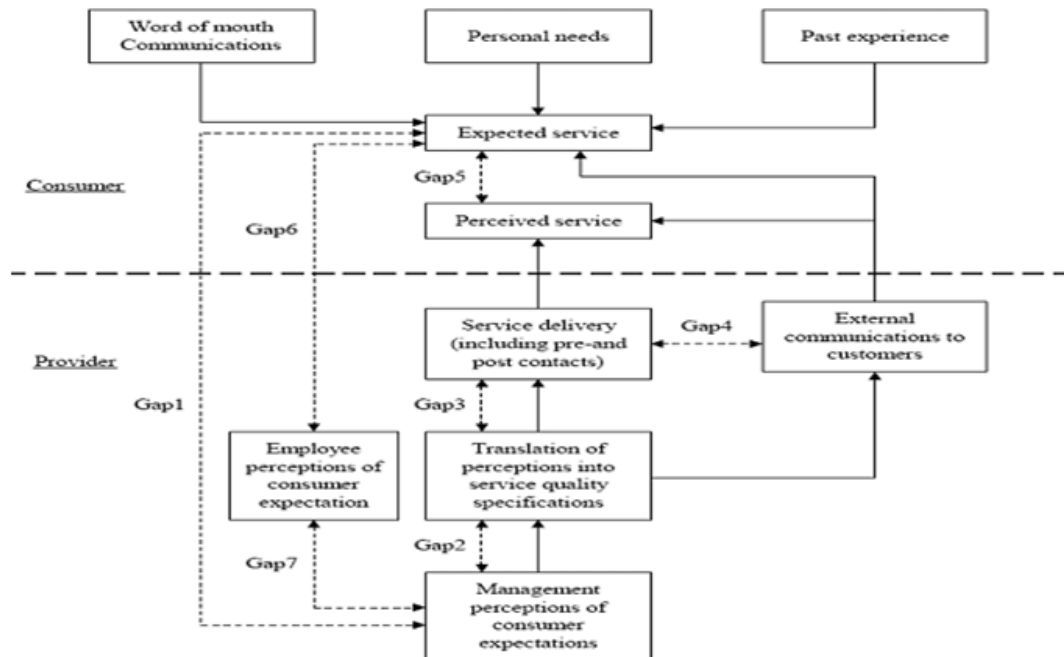 Word of mouth
Communications
Personal needs
Past experience
Expected service
Gap5
Consumer
Perceived service
Gap6
Service delivery
(including pre-and
post contacts)
Gap4
External
communications to
customers
Provider
Gap1
Gap3
Employee
perceptions of
consumer
expectation
Translation of
perceptions into
service quality
specifications
Gap2
Gap7
Management
perceptions of
consumer
expectations